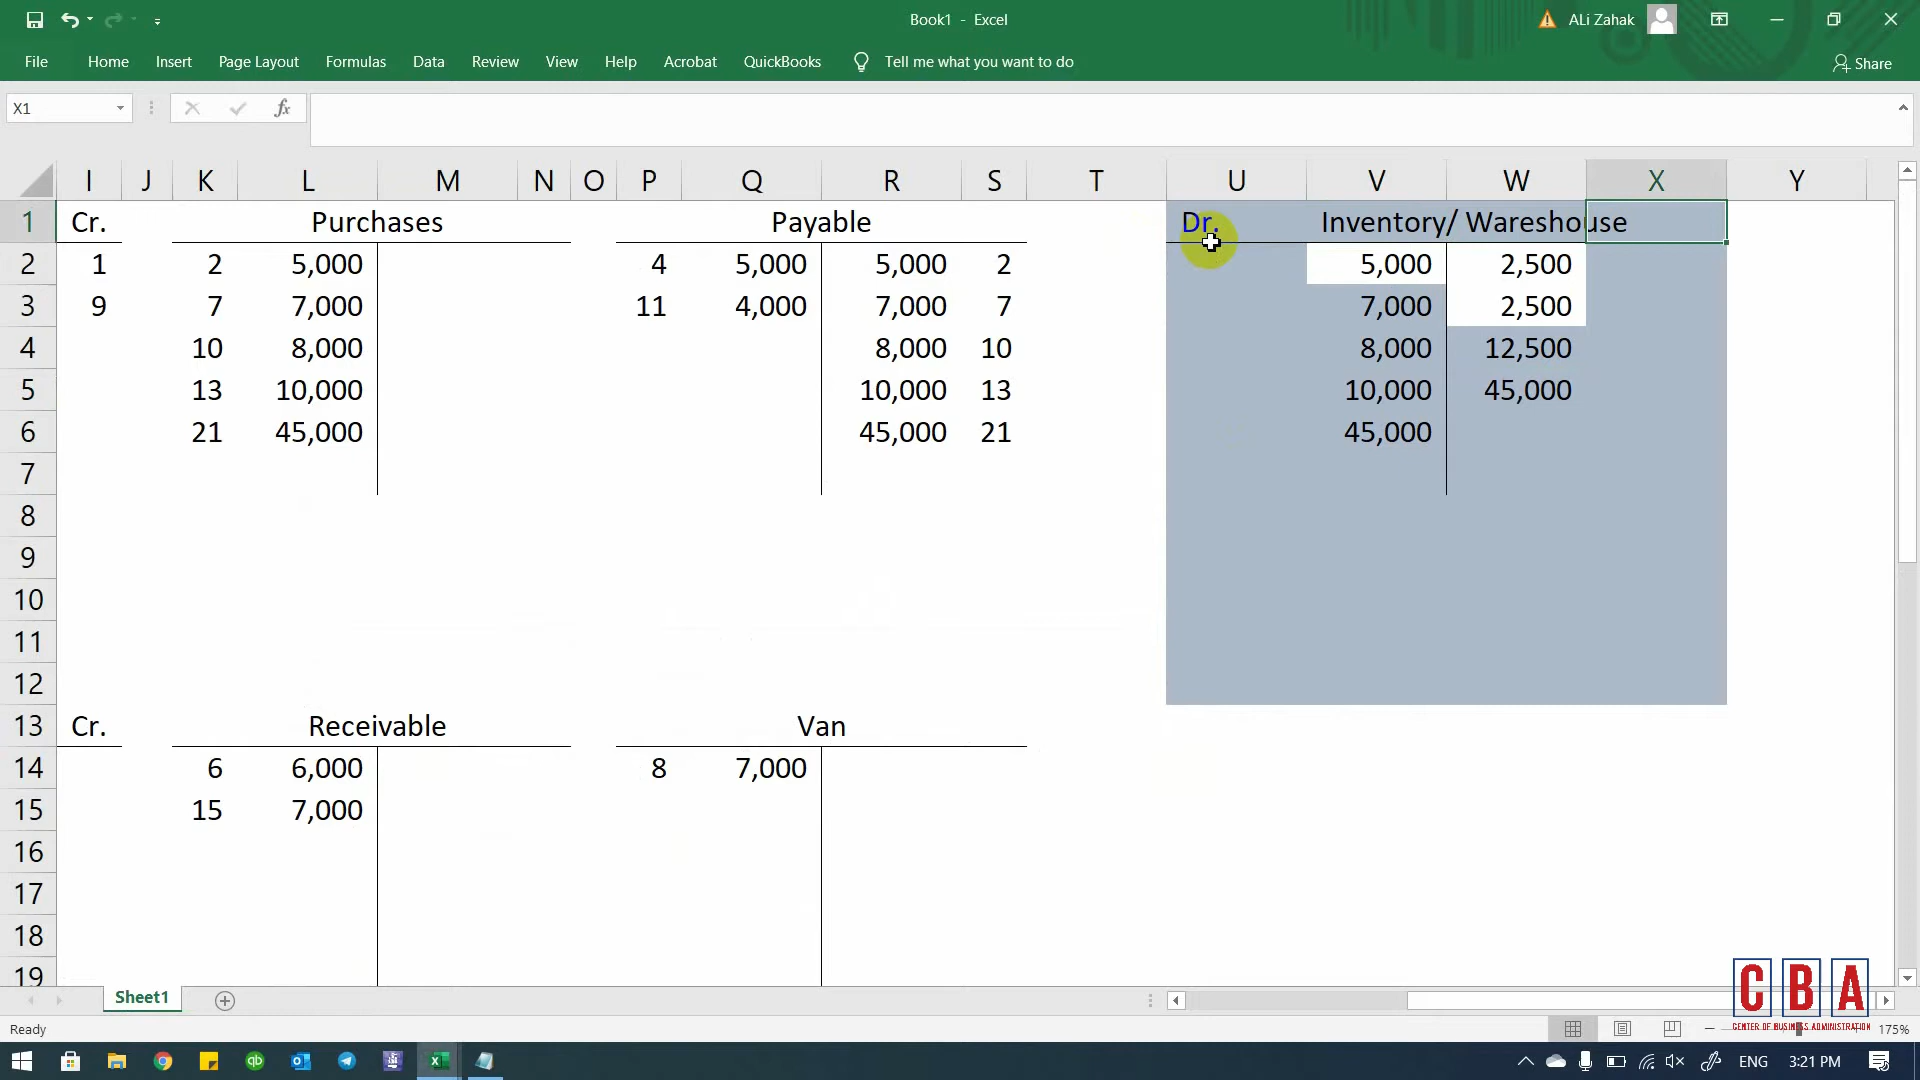 Book1 - Excel
ALi Zahak
File Home Insert Page Layout Formulas Data Review View Help Acrobat QuickBooks Tell me what you want to do
Share
X1
fx
I J K L M N O P Q R S T U V W X Y
1 Cr. Purchases Payable Dr. Inventory/ Wareshouse
2 1 2 5,000 4 5,000 5,000 2 5,000 2,500
3 9 7 7,000 11 4,000 7,000 7 7,000 2,500
4 10 8,000 8,000 10 8,000 12,500
5 13 10,000 10,000 13 10,000 45,000
6 21 45,000 45,000 21 45,000
7
8
9
10
11
12
13 Cr. Receivable Van
14 6 6,000 8 7,000
15 15 7,000
16
17
18
19
Sheet1
CBA
CENTER OF BUSINESS ADMINISTRATION
Ready
175%
ENG 3:21 PM